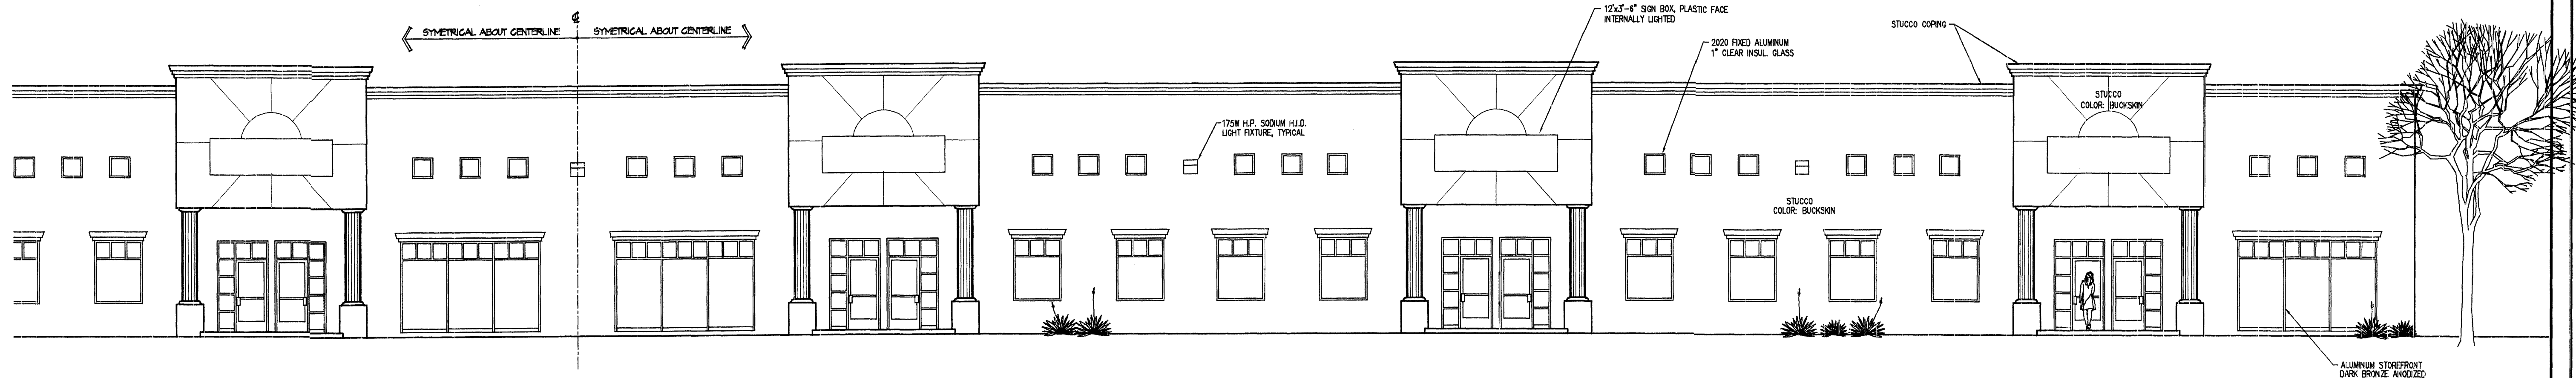 ℄
SYMETRICAL ABOUT CENTERLINE SYMETRICAL ABOUT CENTERLINE
12'x3'-6" SIGN BOX, PLASTIC FACE
INTERNALLY LIGHTED
2020 FIXED ALUMINUM
1" CLEAR INSUL. GLASS
STUCCO COPING
175W H.P. SODIUM H.I.D.
LIGHT FIXTURE, TYPICAL
STUCCO
COLOR: BUCKSKIN
STUCCO
COLOR: BUCKSKIN
ALUMINUM STOREFRONT
DARK BRONZE ANODIZED